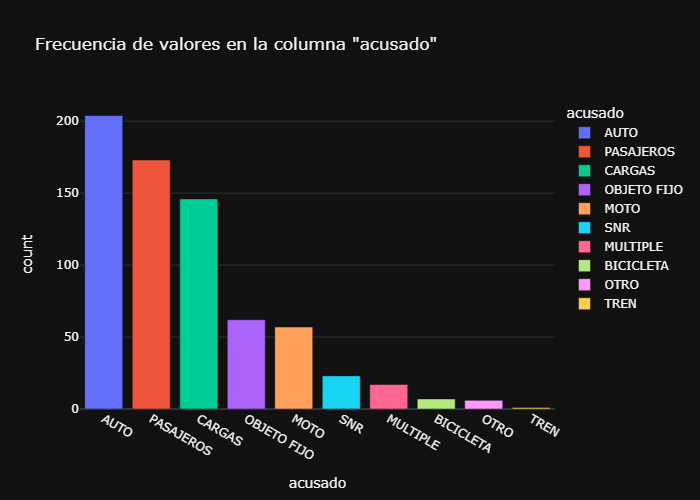 Frecuencia de valores en la columna "acusado"
count
200
150
100
50
0
AUTO
PASAJEROS
CARGAS
OBJETO FIJO
MOTO
SNR
MULTIPLE
BICICLETA
OTRO
TREN
acusado
acusado
AUTO
PASAJEROS
CARGAS
OBJETO FIJO
MOTO
SNR
MULTIPLE
BICICLETA
OTRO
TREN